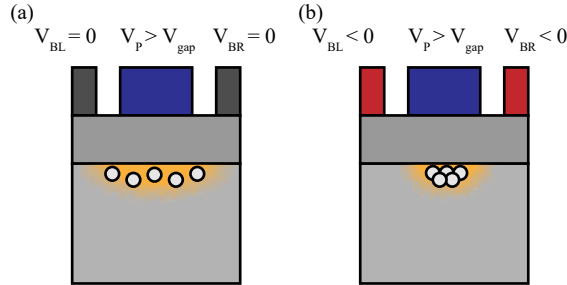 (a)
V_BL = 0 V_P > V_gap V_BR = 0
(b)
V_BL < 0 V_P > V_gap V_BR < 0